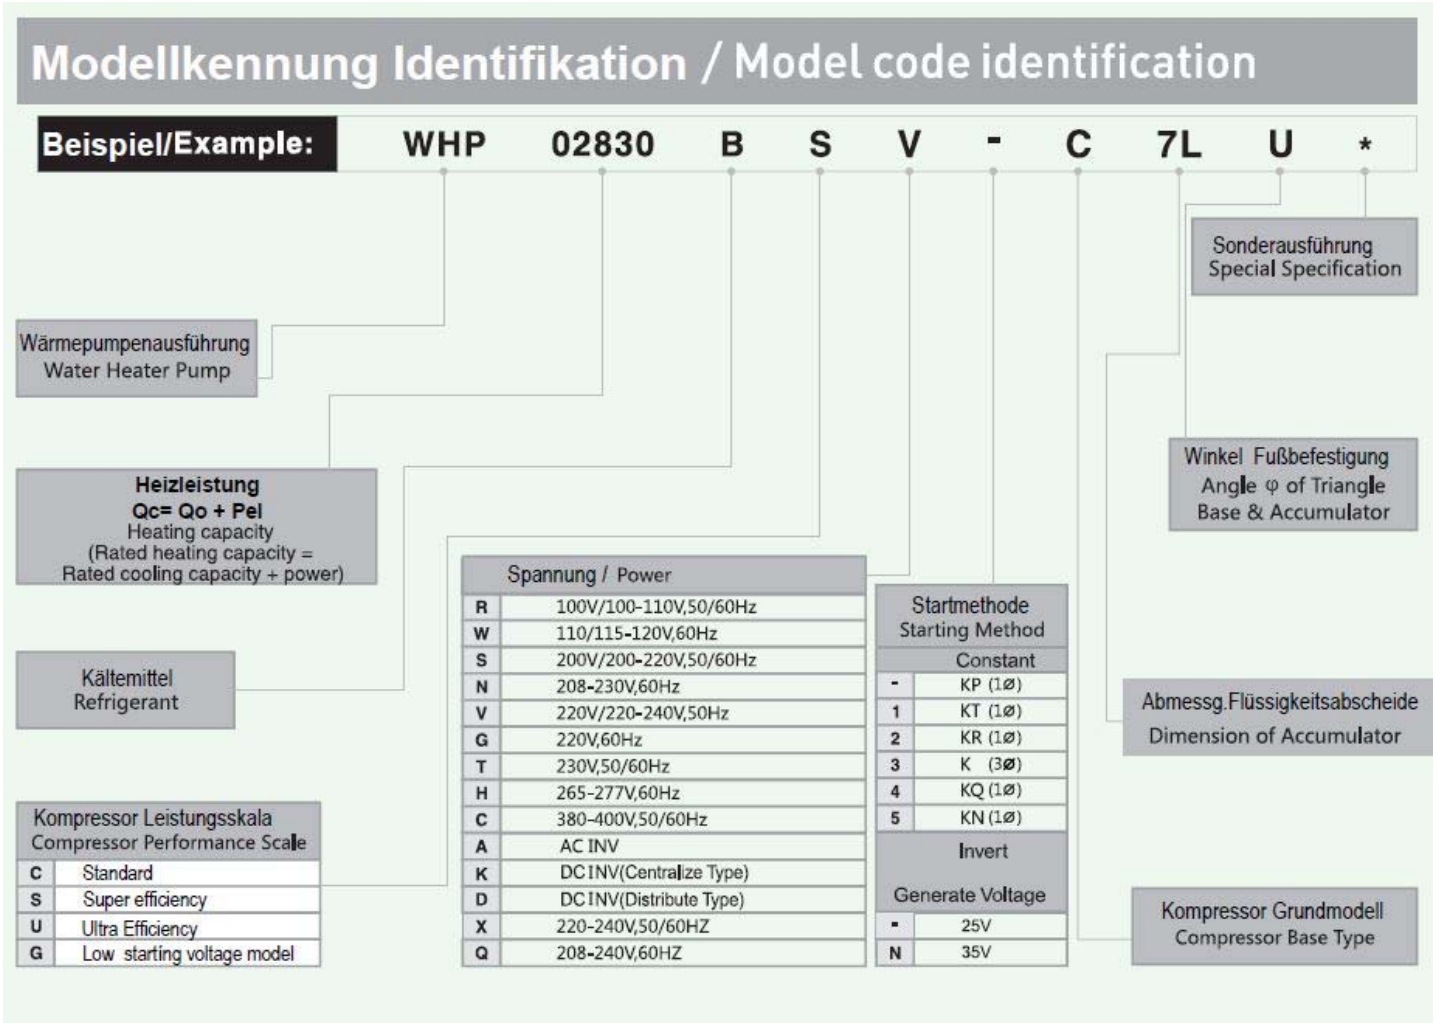 Modellkennung Identifikation / Model code identification
Beispiel/Example: WHP 02830 B S V - C 7L U *
Sonderausführung
Special Specification
Wärmepumpenausführung
Water Heater Pump
Winkel Fußbefestigung
Angle φ of Triangle
Base & Accumulator
Heizleistung
Qc= Qo + Pel
Heating capacity
(Rated heating capacity =
Rated cooling capacity + power)
Kältemittel
Refrigerant
Kompressor Leistungsskala
Compressor Performance Scale
C Standard
S Super efficiency
U Ultra Efficiency
G Low starting voltage model
Spannung / Power
R 100V/100-110V,50/60Hz
W 110/115-120V,60Hz
S 200V/200-220V,50/60Hz
N 208-230V,60Hz
V 220V/220-240V,50Hz
G 220V,60Hz
T 230V,50/60Hz
H 265-277V,60Hz
C 380-400V,50/60Hz
A AC INV
K DC INV(Centralize Type)
D DC INV(Distribute Type)
X 220-240V,50/60HZ
Q 208-240V,60HZ
Startmethode
Starting Method
Constant
- KP (1Ø)
1 KT (1Ø)
2 KR (1Ø)
3 K (3Ø)
4 KQ (1Ø)
5 KN (1Ø)
Invert
Generate Voltage
- 25V
N 35V
Abmessg.Flüssigkeitsabscheide
Dimension of Accumulator
Kompressor Grundmodell
Compressor Base Type